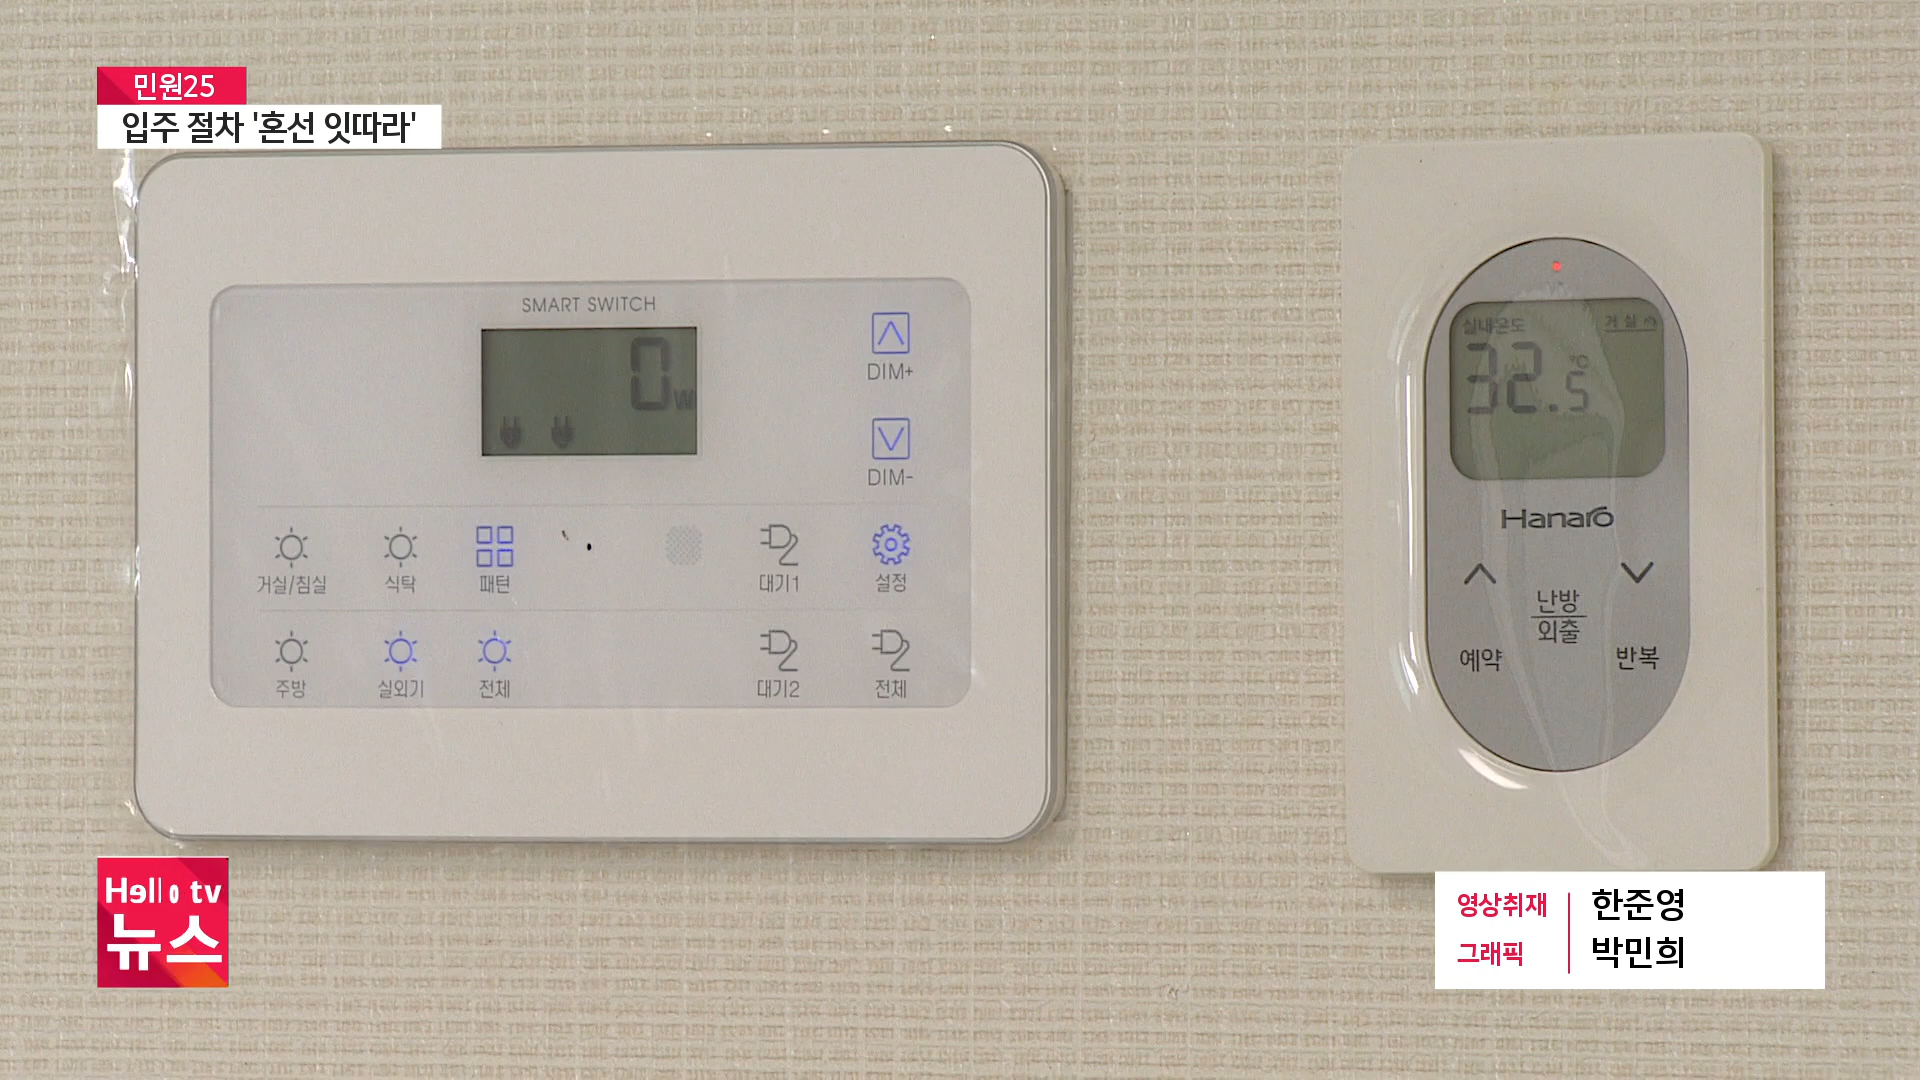 민원25
입주 절차 '혼선 잇따라'
SMART SWITCH
0w
DIM+
DIM-
거실/침실
식탁
패턴
대기1
설정
주방
실외기
전체
대기2
전체
실내온도
거실
32.5℃
Hanaro
난방
외출
예약
반복
Hello tv
뉴스
영상취재 한준영
그래픽 박민희